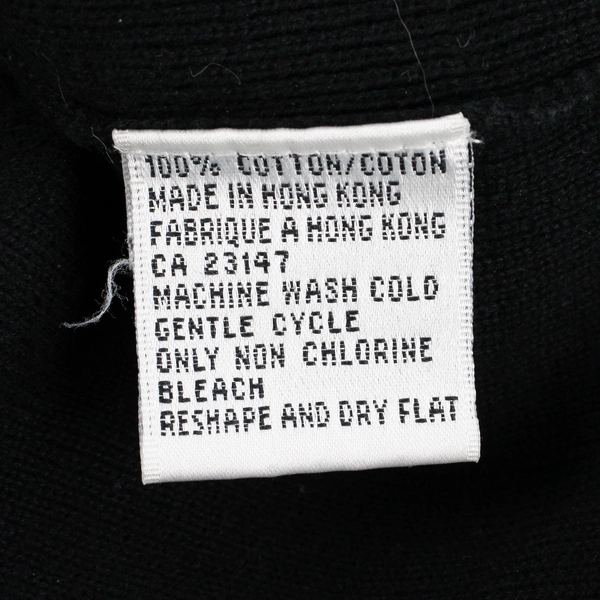 100% COTTON/COTON
MADE IN HONG KONG
FABRIQUE A HONG KONG
CA 23147
MACHINE WASH COLD
GENTLE CYCLE
ONLY NON CHLORINE
BLEACH
RESHAPE AND DRY FLAT